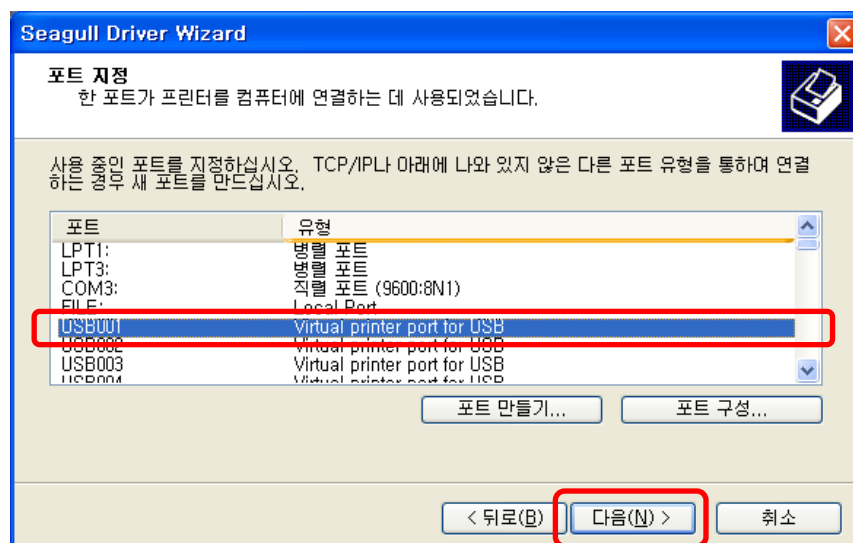 Seagull Driver Wizard
포트 지정
한 포트가 프린터를 컴퓨터에 연결하는 데 사용되었습니다.
사용 중인 포트를 지정하십시오. TCP/IP나 아래에 나와 있지 않은 다른 포트 유형을 통하여 연결
하는 경우 새 포트를 만드십시오.
포트 유형
LPT1: 병렬 포트
LPT3: 병렬 포트
COM3: 직렬 포트 (9600:8N1)
FILE: Local Port
USB001 Virtual printer port for USB
USB002 Virtual printer port for USB
USB003 Virtual printer port for USB
USB004 Virtual printer port for USB
포트 만들기... 포트 구성...
< 뒤로(B) 다음(N) > 취소